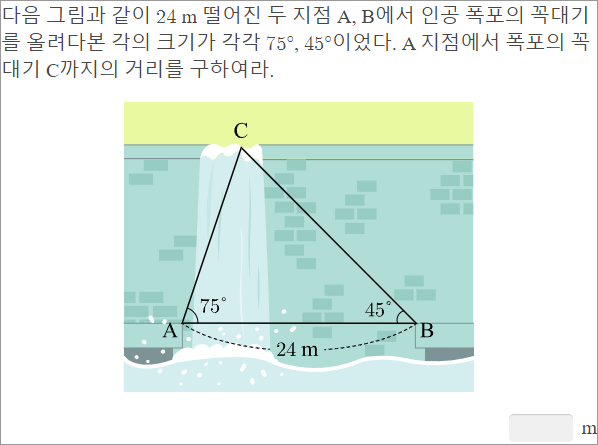 다음 그림과 같이 24 m 떨어진 두 지점 A, B에서 인공 폭포의 꼭대기
를 올려다본 각의 크기가 각각 75°, 45°이었다. A 지점에서 폭포의 꼭
대기 C까지의 거리를 구하여라.
C
75°
45°
A
B
24 m
m